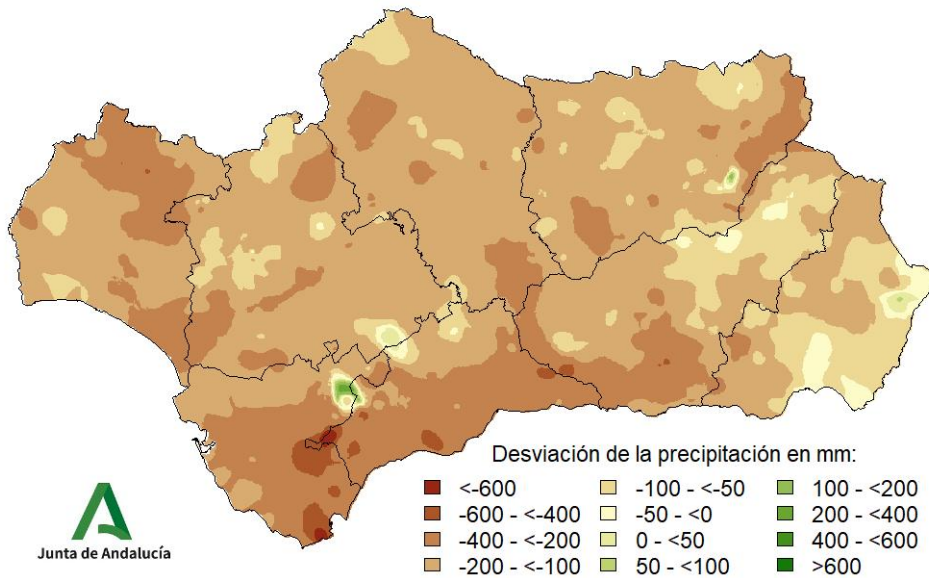 Desviación de la precipitación en mm:
<-600
-600 - <-400
-400 - <-200
-200 - <-100
-100 - <-50
-50 - <0
0 - <50
50 - <100
100 - <200
200 - <400
400 - <600
>600
Junta de Andalucía